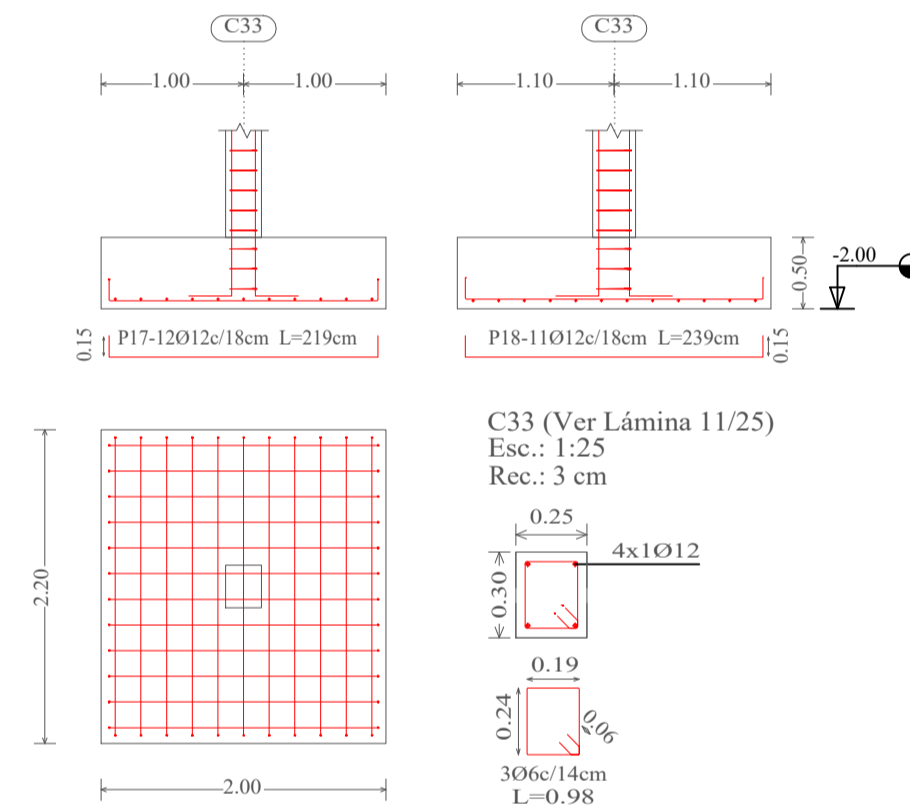 C33
C33
1.00
1.00
1.10
1.10
0.50
-2.00
0.15
P17-12Ø12c/18cm L=219cm
P18-11Ø12c/18cm L=239cm
0.15
C33 (Ver Lámina 11/25)
Esc.: 1:25
Rec.: 3 cm
2.20
2.00
0.25
4x1Ø12
0.30
0.19
0.24
0.06
3Ø6c/14cm
L=0.98